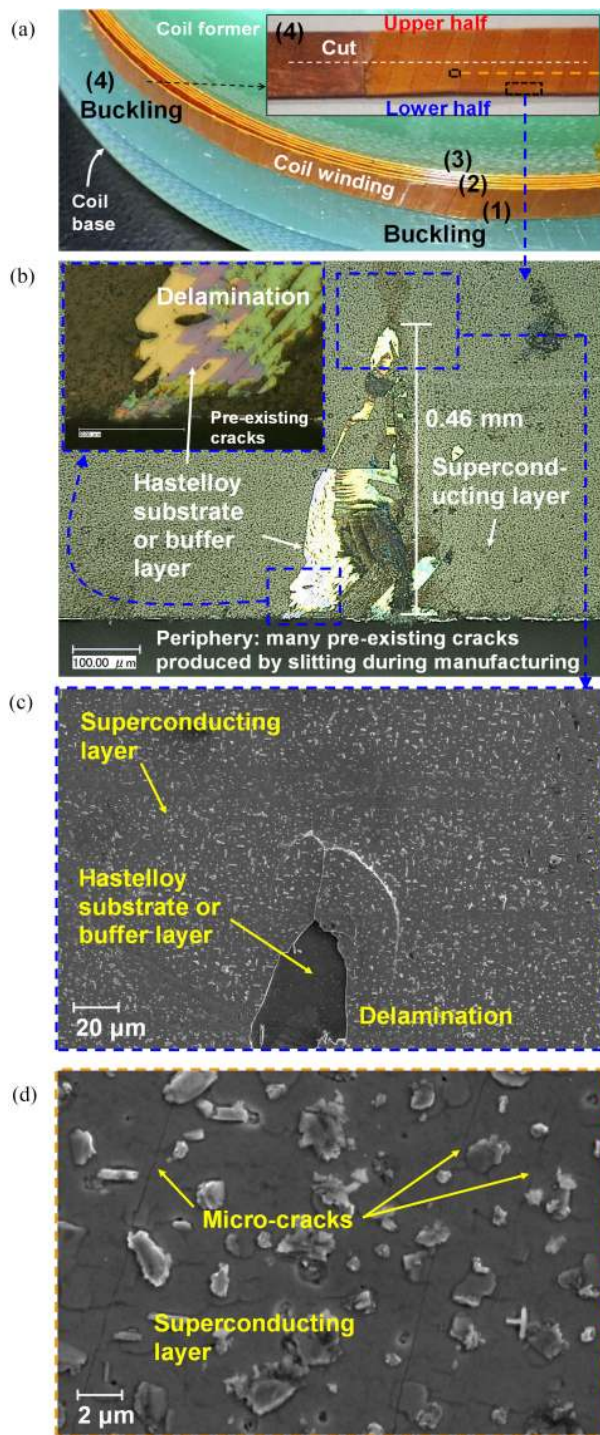 (a)
Coil former
(4)
Upper half
Cut
(4)
Buckling
Lower half
(3)
Coil winding
(2)
Coil
base
(1)
Buckling
(b)
Delamination
Pre-existing
cracks
0.46 mm
Hastelloy
substrate
or buffer
layer
Supercond-
ucting layer
100.00 μm
Periphery: many pre-existing cracks
produced by slitting during manufacturing
(c)
Superconducting
layer
Hastelloy
substrate or
buffer layer
20 μm
Delamination
(d)
Micro-cracks
Superconducting
layer
2 μm